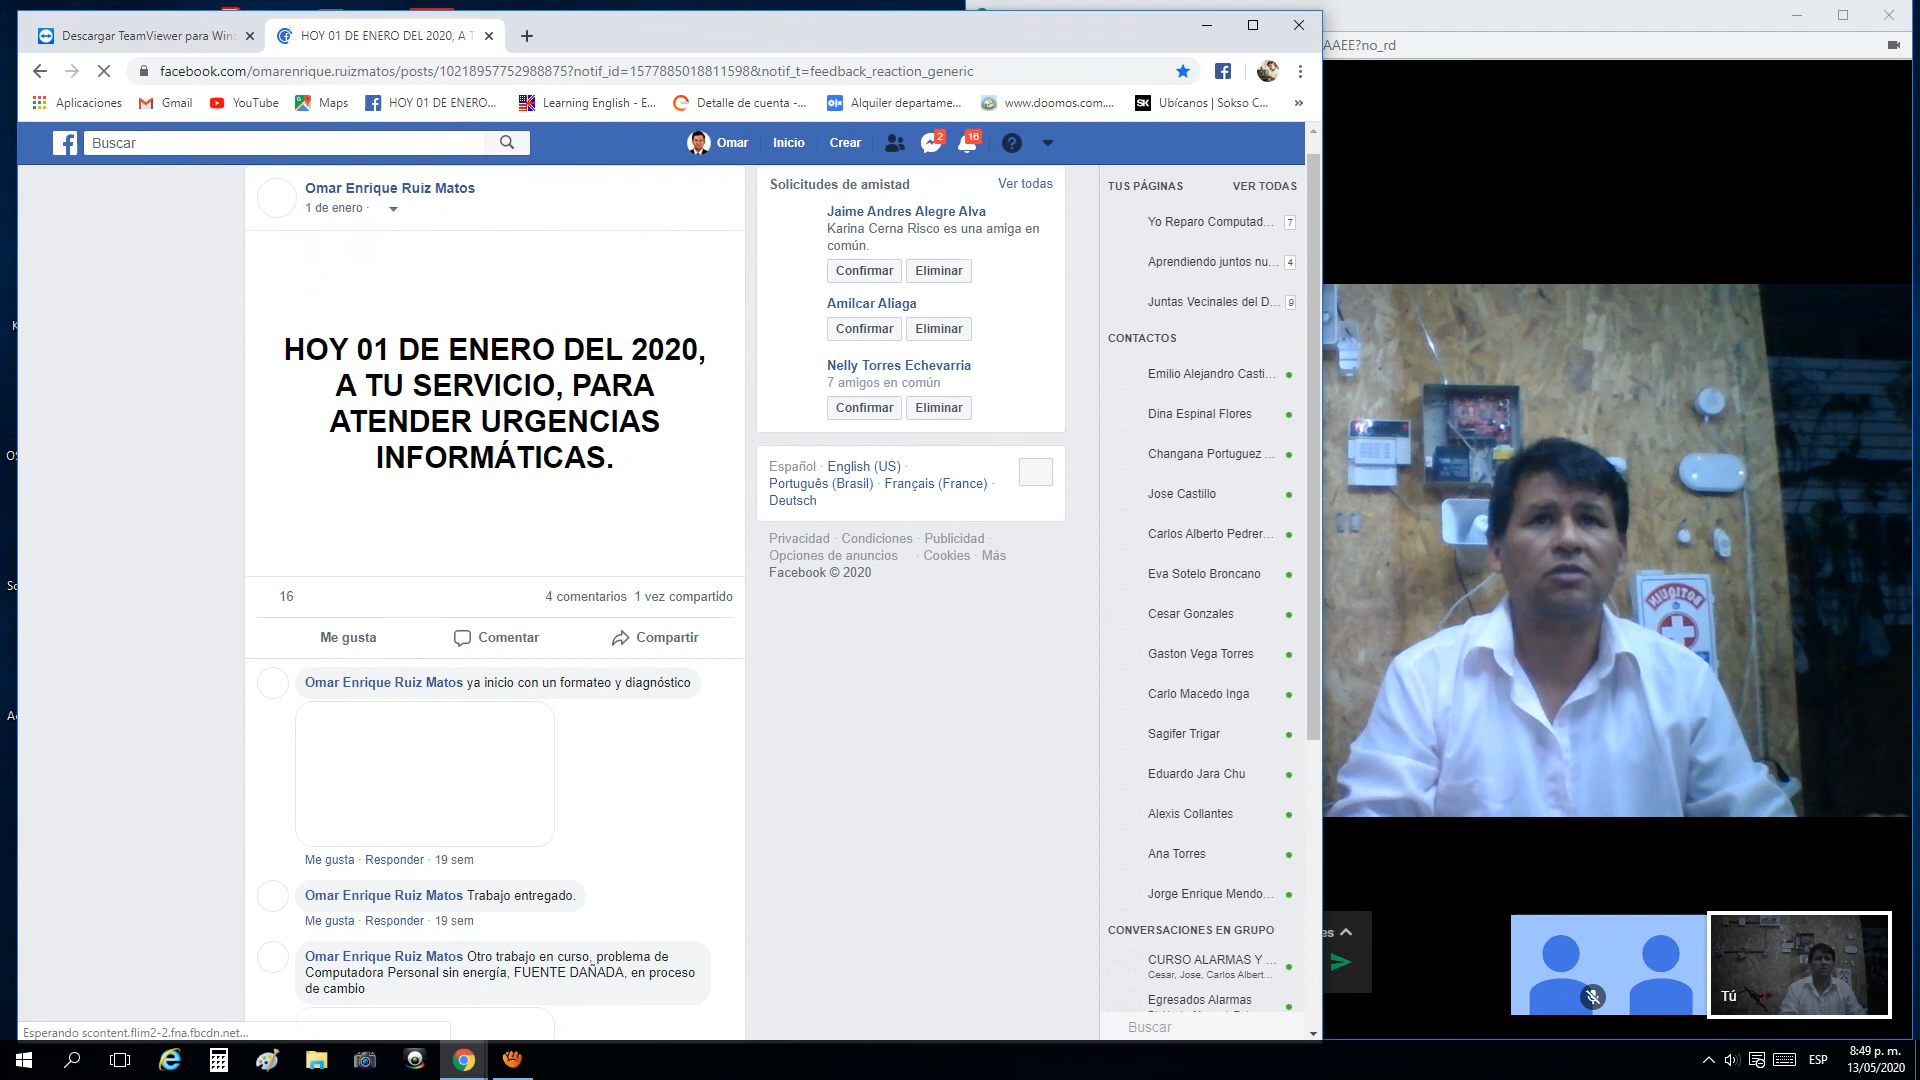 Descargar TeamViewer para Win
HOY 01 DE ENERO DEL 2020, A T
AAEE?no_rd
facebook.com/omarenrique.ruizmatos/posts/10218957752988875?notif_id=1577885018811598&notif_t=feedback_reaction_generic
Aplicaciones
Gmail
YouTube
Maps
HOY 01 DE ENERO...
Learning English - E...
Detalle de cuenta -...
Alquiler departame...
www.doomos.com....
Ubícanos | Sokso C...
»
Buscar
Omar
Inicio
Crear
2
16
Omar Enrique Ruiz Matos
1 de enero ·
HOY 01 DE ENERO DEL 2020,
A TU SERVICIO, PARA
ATENDER URGENCIAS
INFORMÁTICAS.
16
4 comentarios 1 vez compartido
Me gusta
Comentar
Compartir
Omar Enrique Ruiz Matos ya inicio con un formateo y diagnóstico
Me gusta · Responder · 19 sem
Omar Enrique Ruiz Matos Trabajo entregado.
Me gusta · Responder · 19 sem
Omar Enrique Ruiz Matos Otro trabajo en curso, problema de
Computadora Personal sin energía, FUENTE DAÑADA, en proceso
de cambio
Esperando scontent.flim2-2.fna.fbcdn.net...
Solicitudes de amistad
Ver todas
Jaime Andres Alegre Alva
Karina Cerna Risco es una amiga en
común.
Confirmar Eliminar
Amilcar Aliaga
Confirmar Eliminar
Nelly Torres Echevarria
7 amigos en común
Confirmar Eliminar
Español · English (US) ·
Português (Brasil) · Français (France) ·
Deutsch
Privacidad · Condiciones · Publicidad ·
Opciones de anuncios · Cookies · Más
Facebook © 2020
TUS PÁGINAS
VER TODAS
Yo Reparo Computad... 7
Aprendiendo juntos nu... 4
Juntas Vecinales del D... 9
CONTACTOS
Emilio Alejandro Casti...
Dina Espinal Flores
Changana Portuguez ...
Jose Castillo
Carlos Alberto Pedrer...
Eva Sotelo Broncano
Cesar Gonzales
Gaston Vega Torres
Carlo Macedo Inga
Sagifer Trigar
Eduardo Jara Chu
Alexis Collantes
Ana Torres
Jorge Enrique Mendo...
CONVERSACIONES EN GRUPO
CURSO ALARMAS Y ...
Cesar, Jose, Carlos Albert...
Egresados Alarmas
Buscar
BOTIQUIN
es
Tú
ESP
8:49 p. m.
13/05/2020